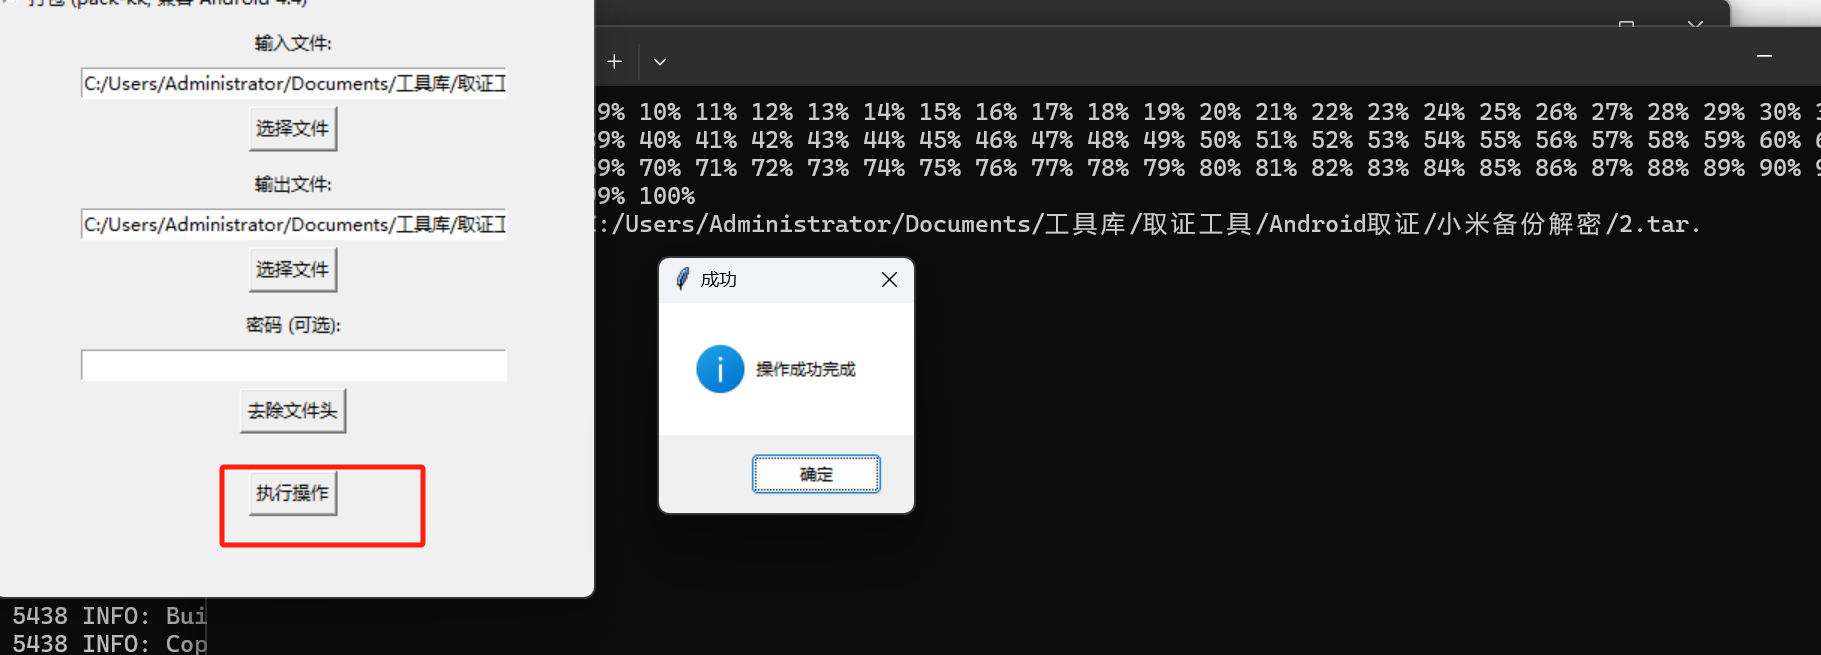 打包 (pack-kk, 兼容 Android 4.4)
输入文件:
C:/Users/Administrator/Documents/工具库/取证工
选择文件
输出文件:
C:/Users/Administrator/Documents/工具库/取证工
选择文件
密码 (可选):
去除文件头
执行操作
9% 10% 11% 12% 13% 14% 15% 16% 17% 18% 19% 20% 21% 22% 23% 24% 25% 26% 27% 28% 29% 30% 3
39% 40% 41% 42% 43% 44% 45% 46% 47% 48% 49% 50% 51% 52% 53% 54% 55% 56% 57% 58% 59% 60% 6
69% 70% 71% 72% 73% 74% 75% 76% 77% 78% 79% 80% 81% 82% 83% 84% 85% 86% 87% 88% 89% 90% 9
99% 100%
C:/Users/Administrator/Documents/工具库/取证工具/Android取证/小米备份解密/2.tar.
成功
操作成功完成
确定
5438 INFO: Bui
5438 INFO: Cop